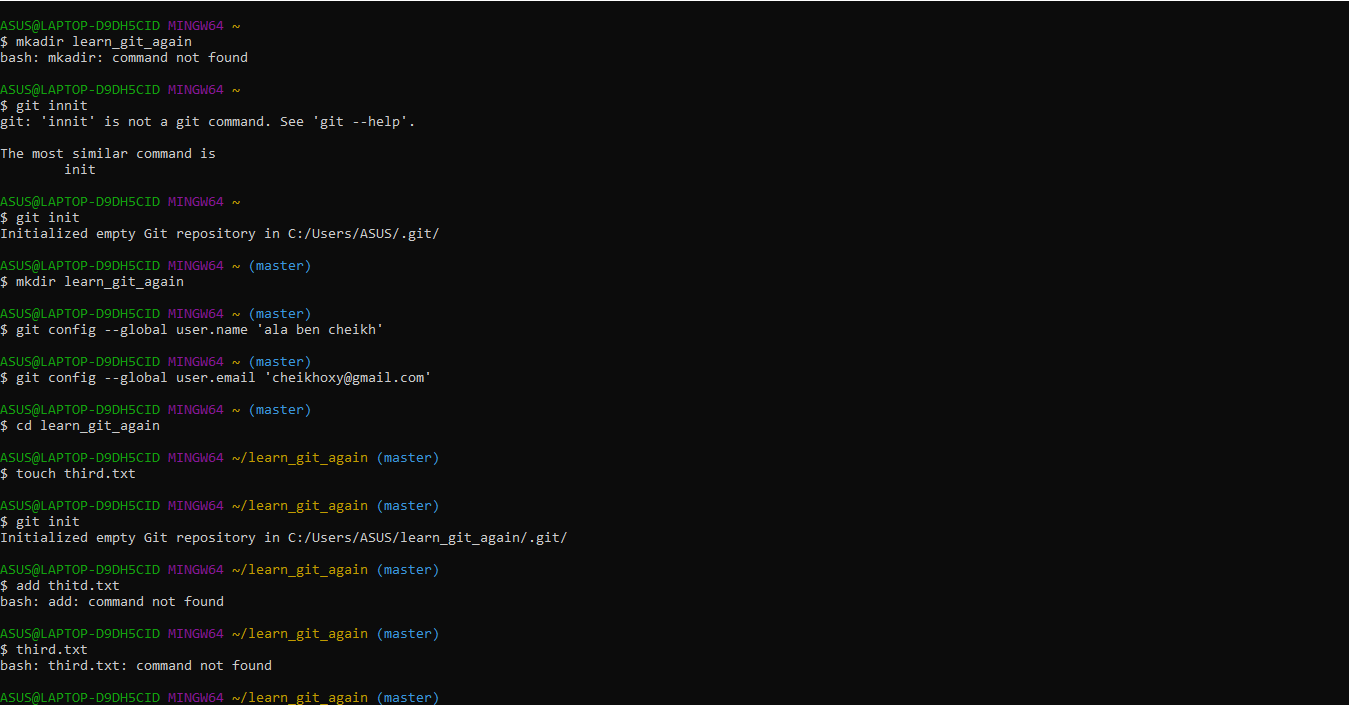 ASUS@LAPTOP-D9DH5CID MINGW64 ~
$ mkadir learn_git_again
bash: mkadir: command not found
ASUS@LAPTOP-D9DH5CID MINGW64 ~
$ git innit
git: 'innit' is not a git command. See 'git --help'.
The most similar command is
init
ASUS@LAPTOP-D9DH5CID MINGW64 ~
$ git init
Initialized empty Git repository in C:/Users/ASUS/.git/
ASUS@LAPTOP-D9DH5CID MINGW64 ~ (master)
$ mkdir learn_git_again
ASUS@LAPTOP-D9DH5CID MINGW64 ~ (master)
$ git config --global user.name 'ala ben cheikh'
ASUS@LAPTOP-D9DH5CID MINGW64 ~ (master)
$ git config --global user.email 'cheikhoxy@gmail.com'
ASUS@LAPTOP-D9DH5CID MINGW64 ~ (master)
$ cd learn_git_again
ASUS@LAPTOP-D9DH5CID MINGW64 ~/learn_git_again (master)
$ touch third.txt
ASUS@LAPTOP-D9DH5CID MINGW64 ~/learn_git_again (master)
$ git init
Initialized empty Git repository in C:/Users/ASUS/learn_git_again/.git/
ASUS@LAPTOP-D9DH5CID MINGW64 ~/learn_git_again (master)
$ add thitd.txt
bash: add: command not found
ASUS@LAPTOP-D9DH5CID MINGW64 ~/learn_git_again (master)
$ third.txt
bash: third.txt: command not found
ASUS@LAPTOP-D9DH5CID MINGW64 ~/learn_git_again (master)